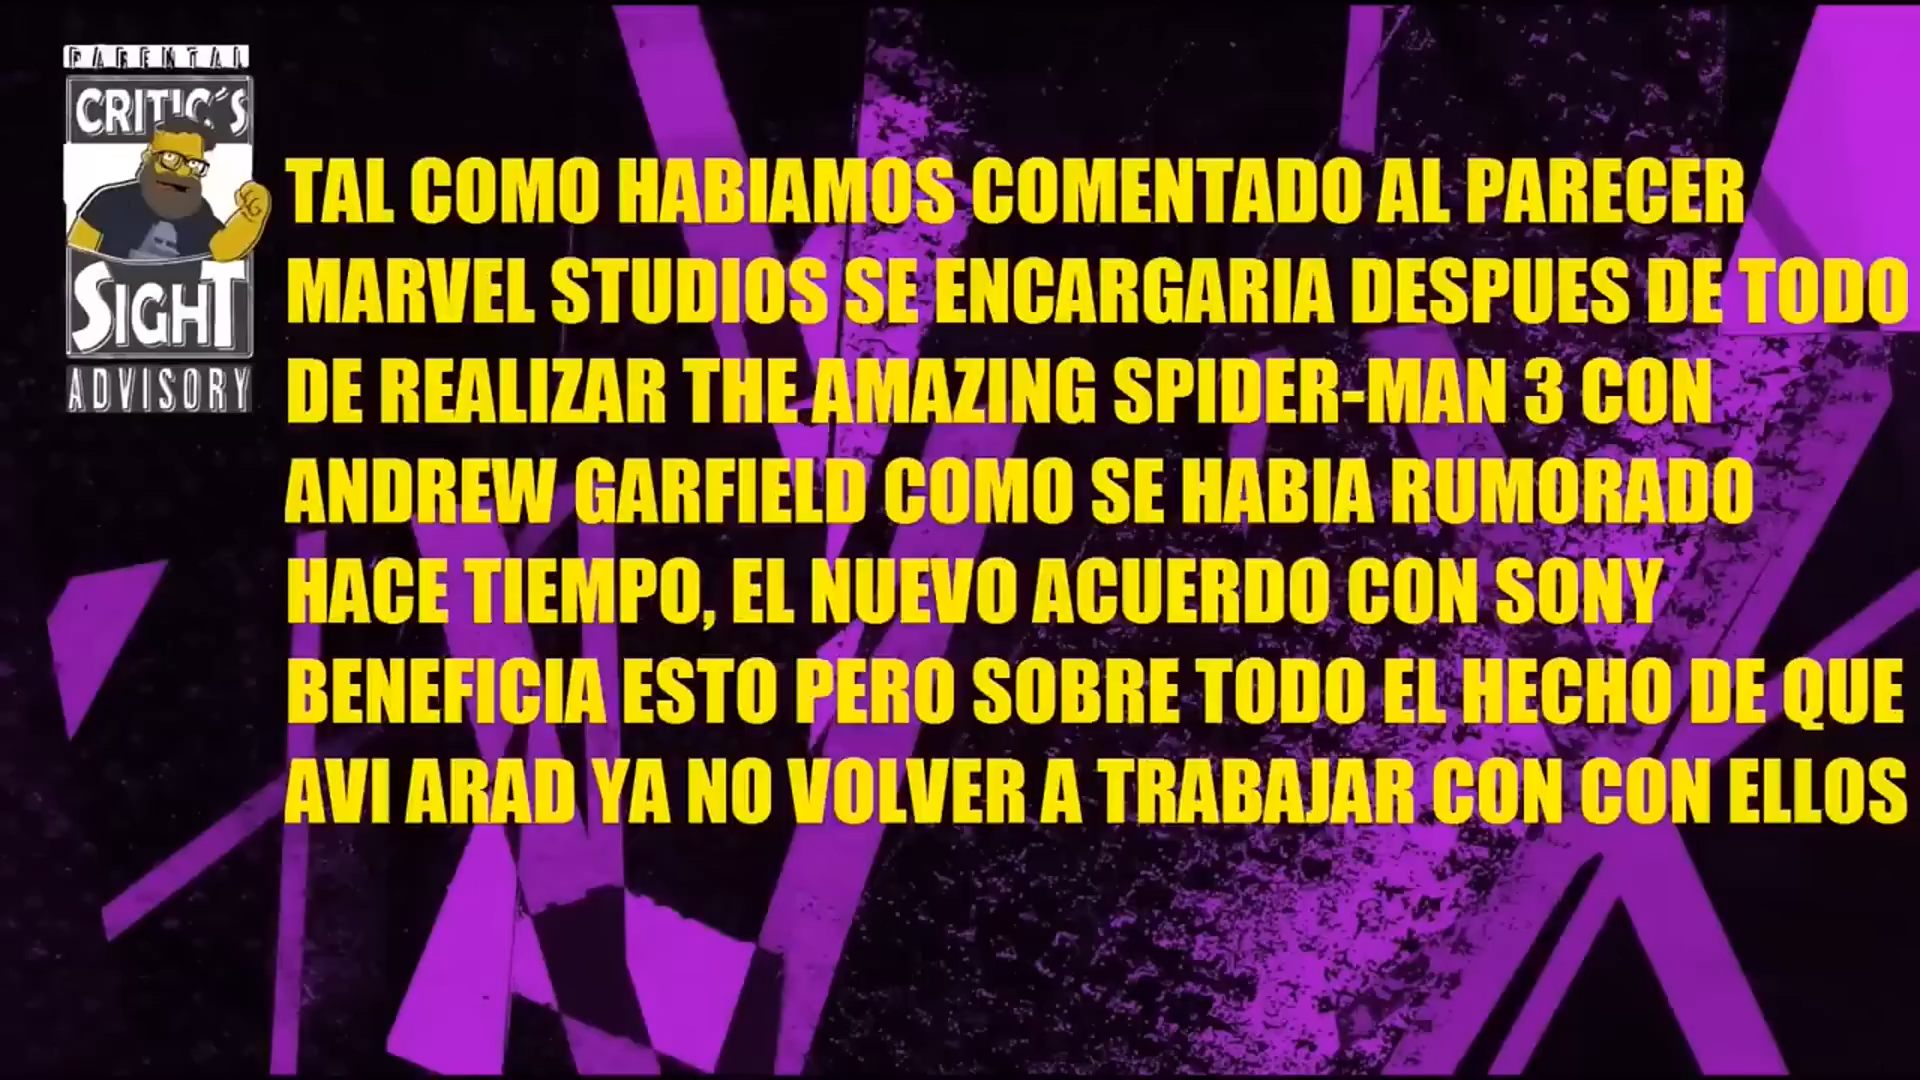 PARENTAL
CRITIC´S
SIGHT
ADVISORY
TAL COMO HABIAMOS COMENTADO AL PARECER
MARVEL STUDIOS SE ENCARGARIA DESPUES DE TODO
DE REALIZAR THE AMAZING SPIDER-MAN 3 CON
ANDREW GARFIELD COMO SE HABIA RUMORADO
HACE TIEMPO, EL NUEVO ACUERDO CON SONY
BENEFICIA ESTO PERO SOBRE TODO EL HECHO DE QUE
AVI ARAD YA NO VOLVER A TRABAJAR CON CON ELLOS